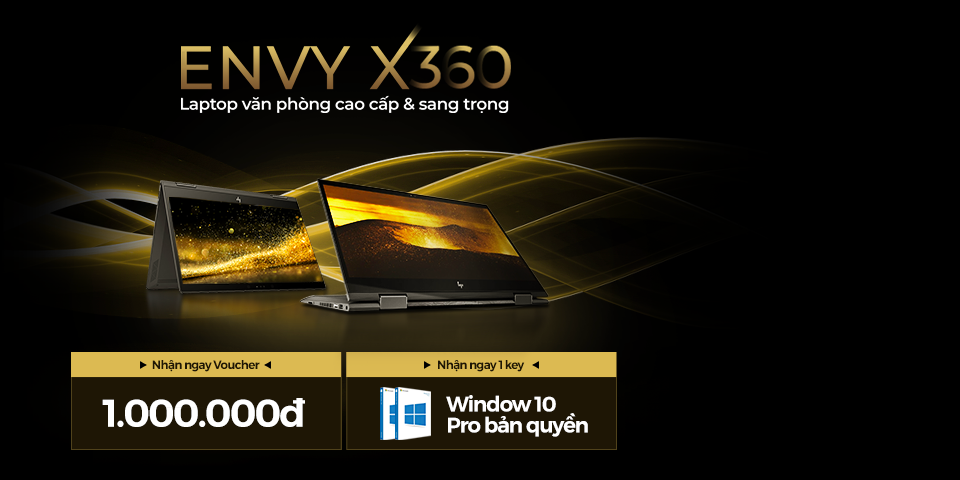 ENVY X360
Laptop văn phòng cao cấp & sang trọng
Nhận ngay Voucher
1.000.000đ
Nhận ngay 1 key
Window 10
Pro bản quyền